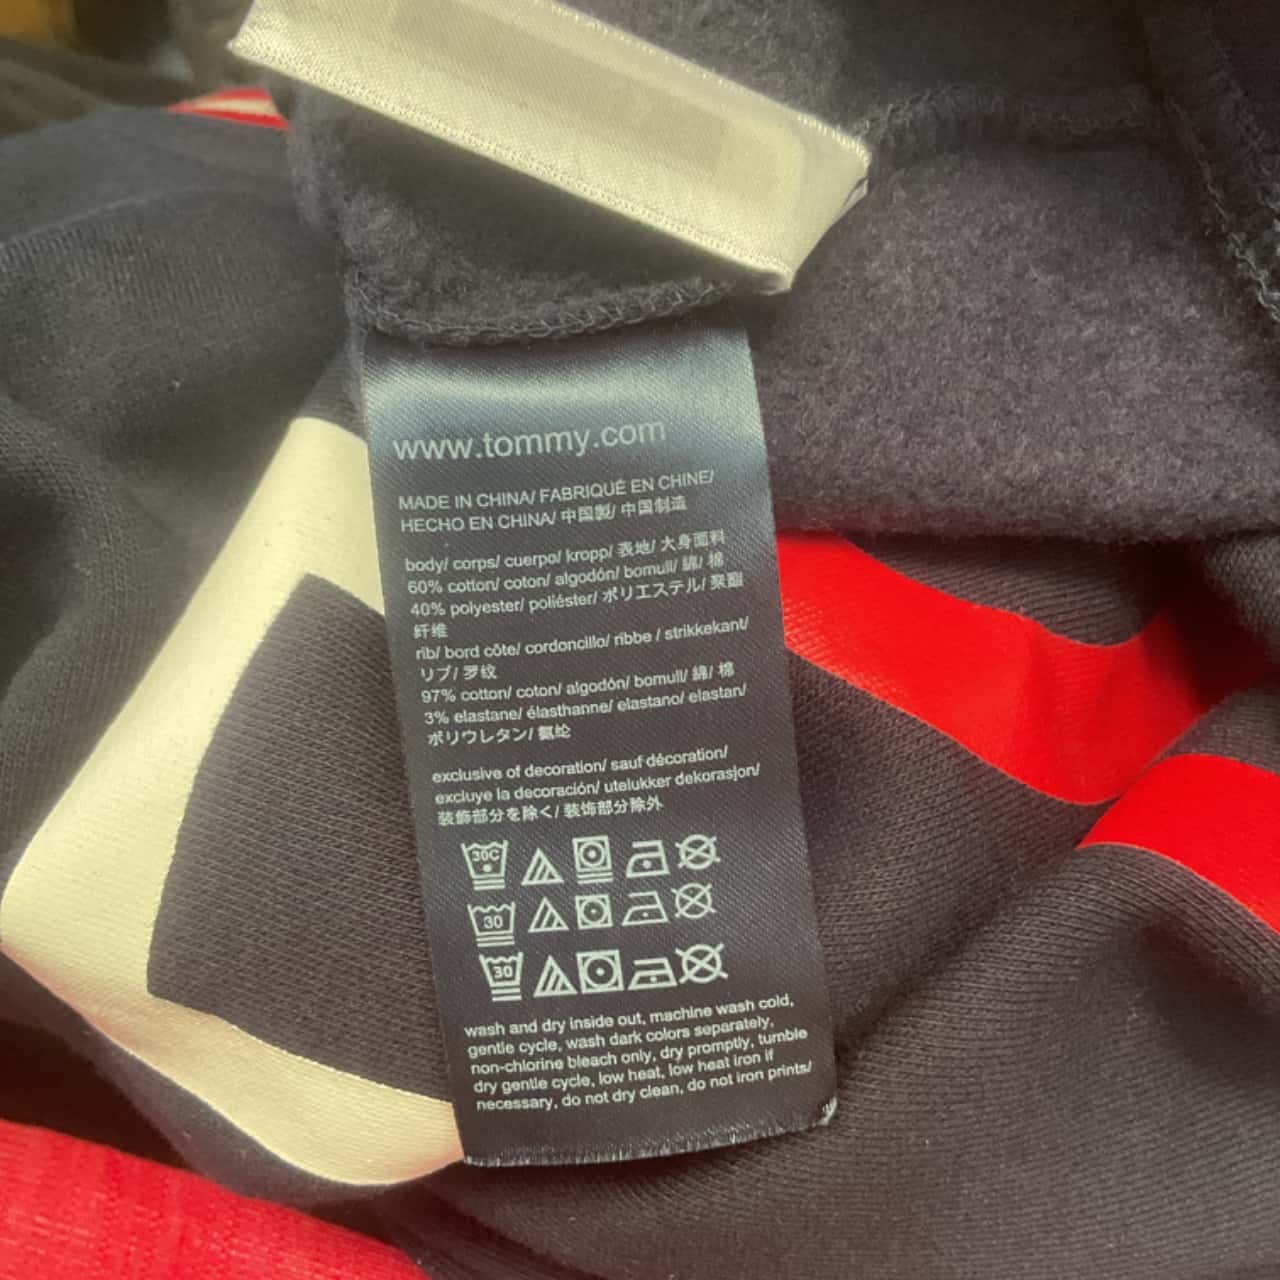 www.tommy.com
MADE IN CHINA/ FABRIQUÉ EN CHINE/
HECHO EN CHINA/ 中国製/ 中国制造
body/ corps/ cuerpo/ kropp/ 表地/ 大身面料
60% cotton/ coton/ algodón/ bomull/ 綿/ 棉
40% polyester/ poliéster/ ポリエステル/ 聚酯
纤维
rib/ bord côte/ cordoncillo/ ribbe / strikkekant/
リブ/ 罗纹
97% cotton/ coton/ algodón/ bomull/ 綿/ 棉
3% elastane/ élasthanne/ elastano/ elastan/
ポリウレタン/ 氨纶
exclusive of decoration/ sauf décoration/
excluye la decoración/ utelukker dekorasjon/
装飾部分を除く/ 装饰部分除外
30C
30
30
wash and dry inside out, machine wash cold,
gentle cycle, wash dark colors separately,
non-chlorine bleach only, dry promptly, tumble
dry gentle cycle, low heat, low heat iron if
necessary, do not dry clean, do not iron prints/